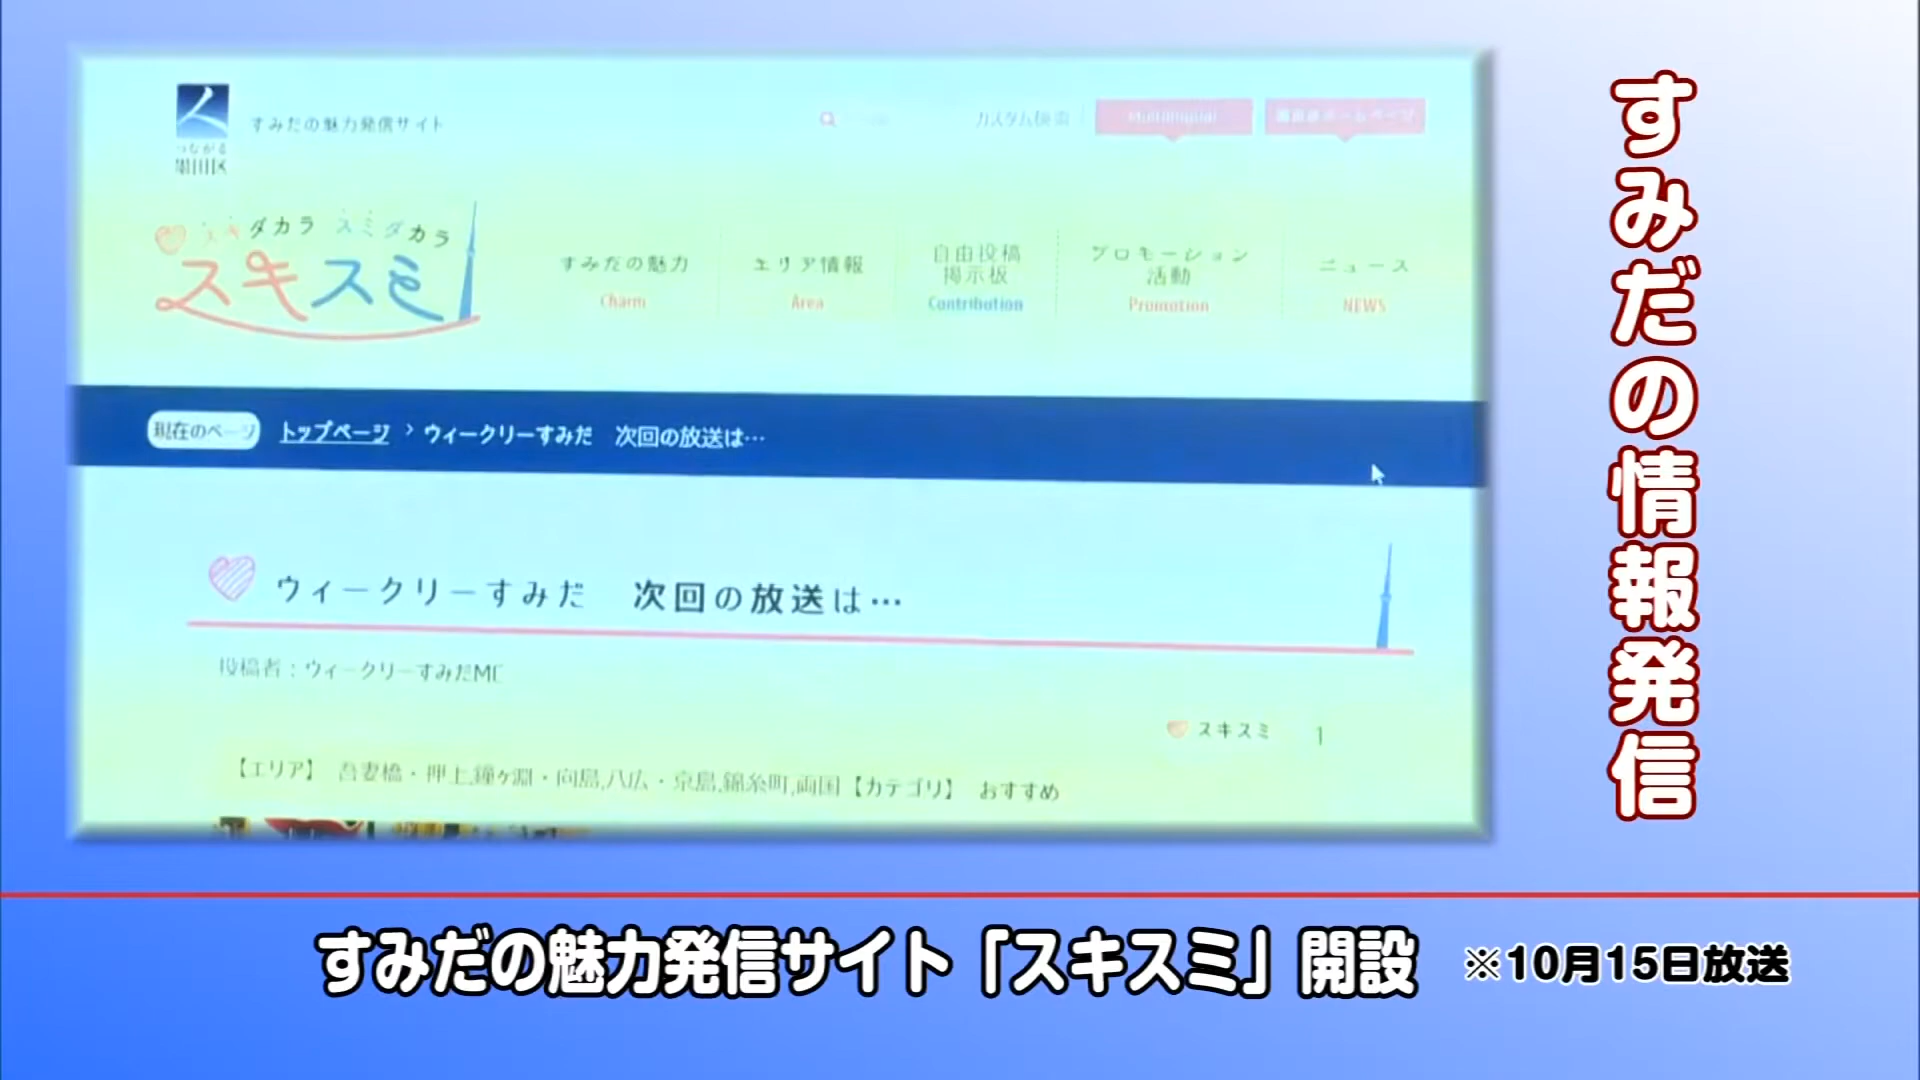 つながる
墨田区
すみだの魅力発信サイト
カスタム検索
Multilingual
スキダカラ スミダカラ
スキスミ
すみだの魅力
Charm
エリア情報
Area
自由投稿
掲示板
Contribution
プロモーション
活動
Promotion
ニュース
NEWS
現在のページ トップページ > ウィークリーすみだ 次回の放送は…
ウィークリーすみだ 次回の放送は…
投稿者：ウィークリーすみだMC
スキスミ 1
【エリア】 吾妻橋・押上,鐘ヶ淵・向島,八広・京島,錦糸町,両国【カテゴリ】 おすすめ
すみだの情報発信
すみだの魅力発信サイト「スキスミ」開設 ※10月15日放送